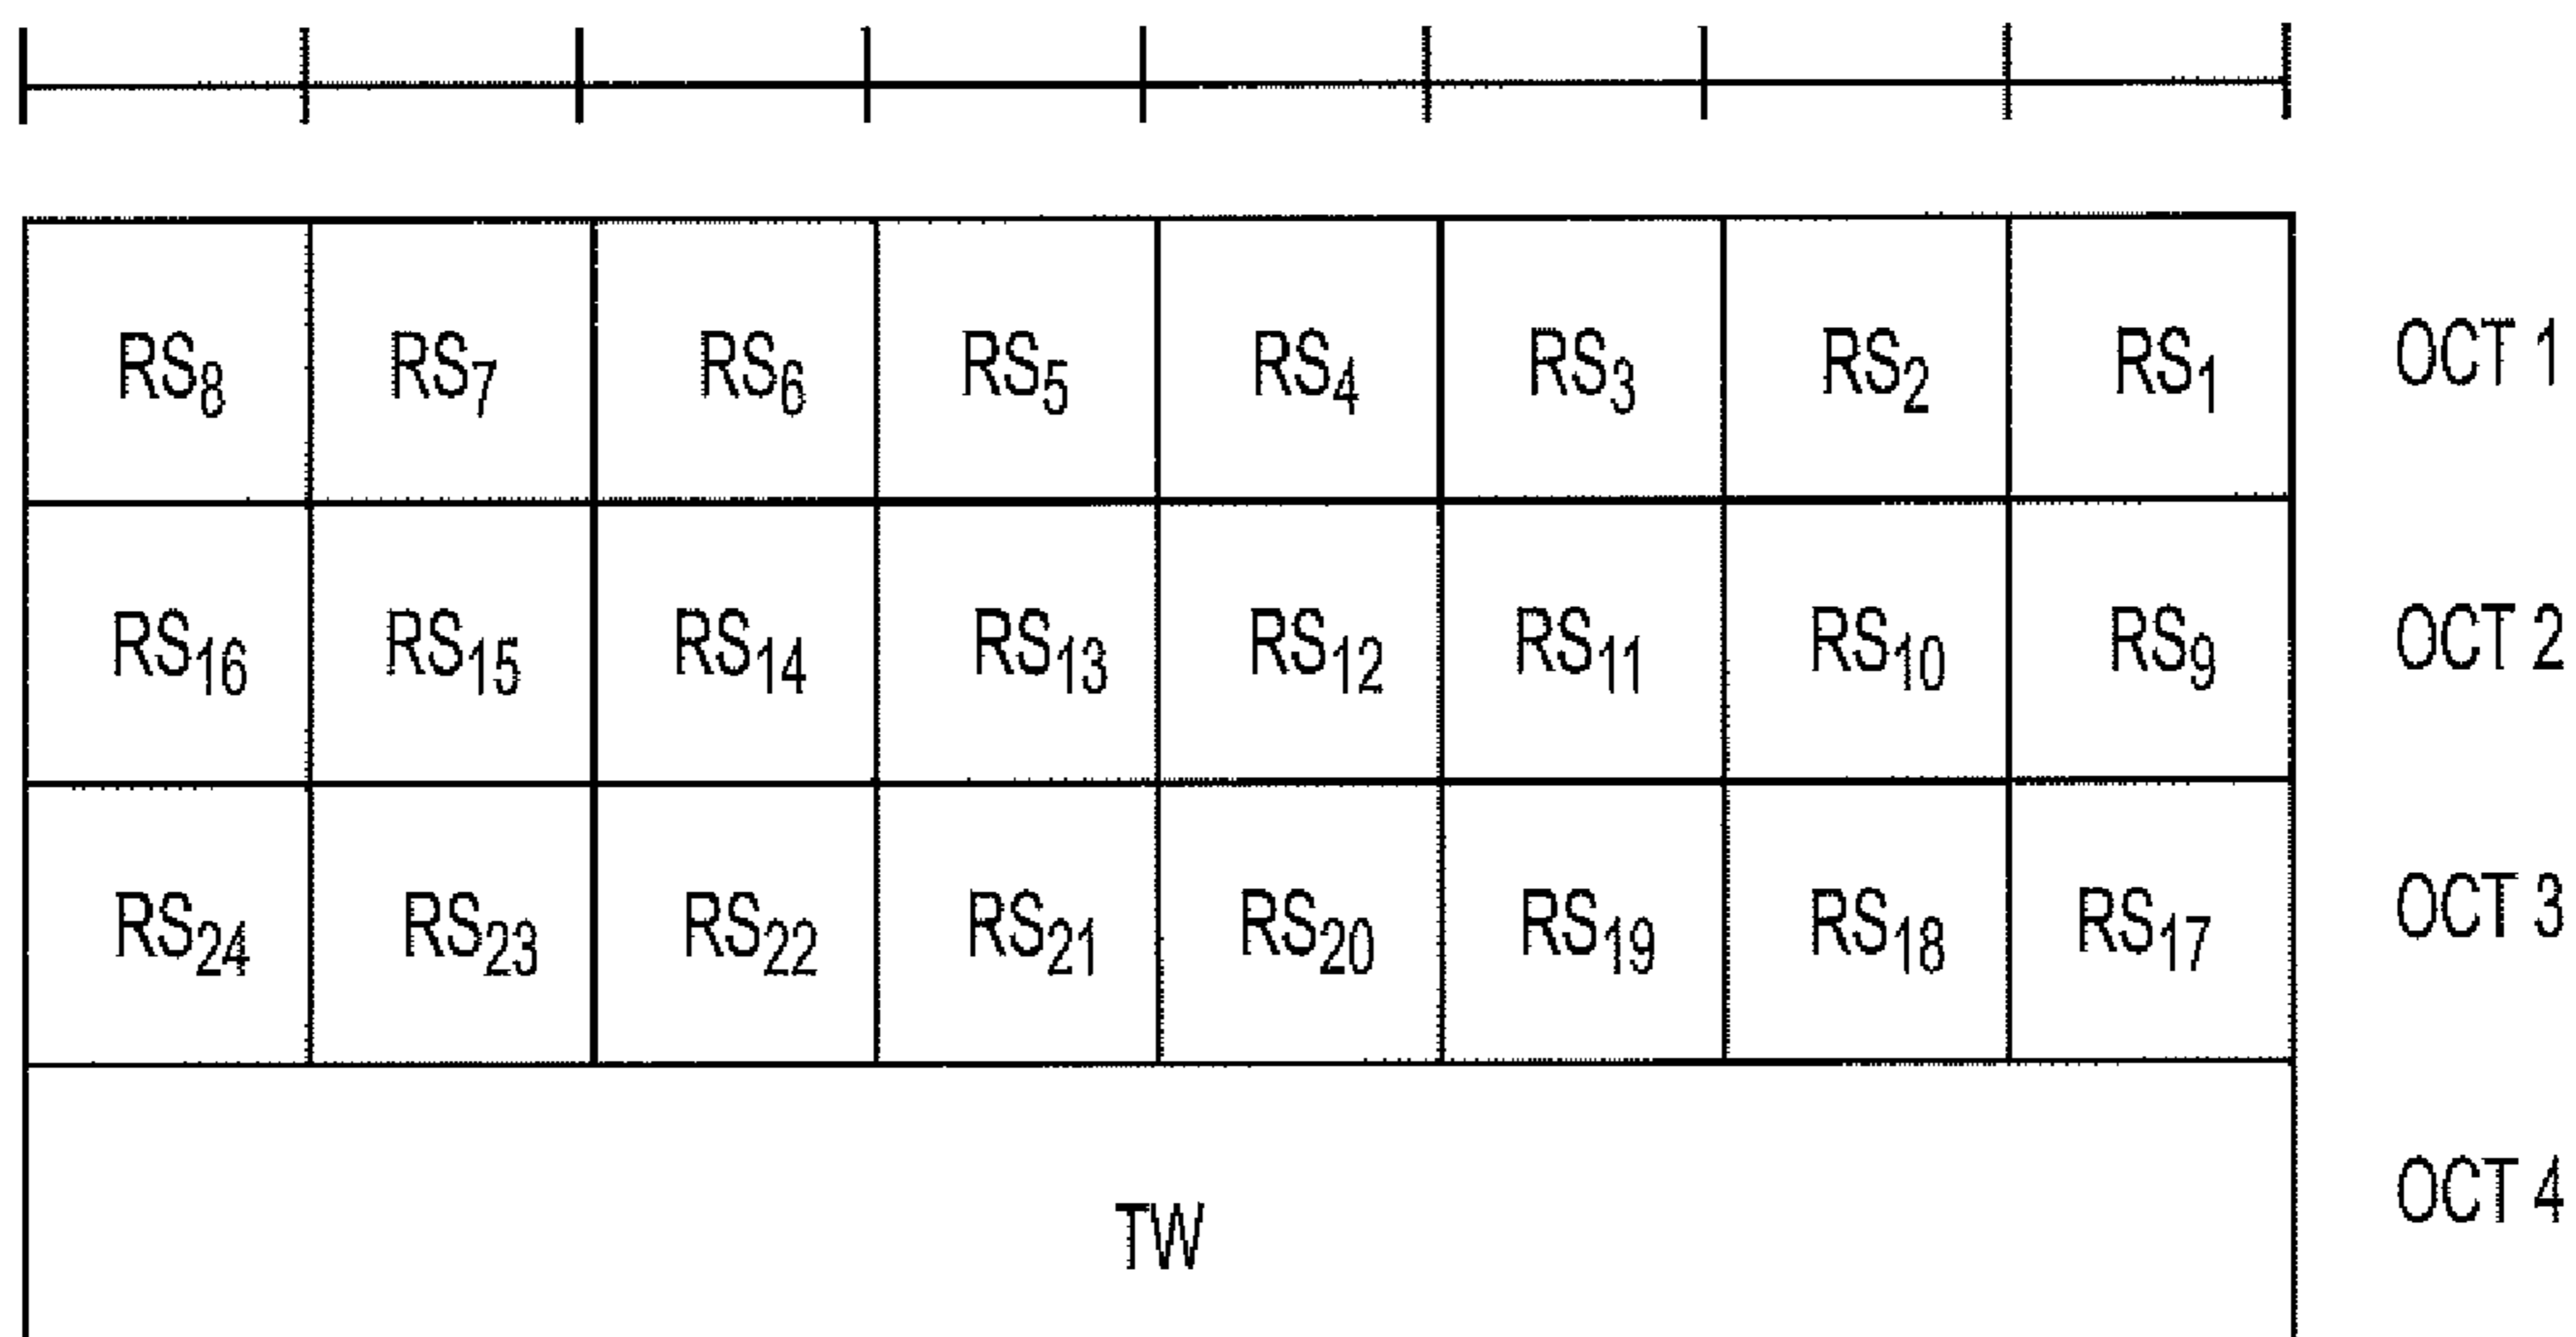 RS8 RS7 RS6 RS5 RS4 RS3 RS2 RS1 OCT 1
RS16 RS15 RS14 RS13 RS12 RS11 RS10 RS9 OCT 2
RS24 RS23 RS22 RS21 RS20 RS19 RS18 RS17 OCT 3
TW OCT 4